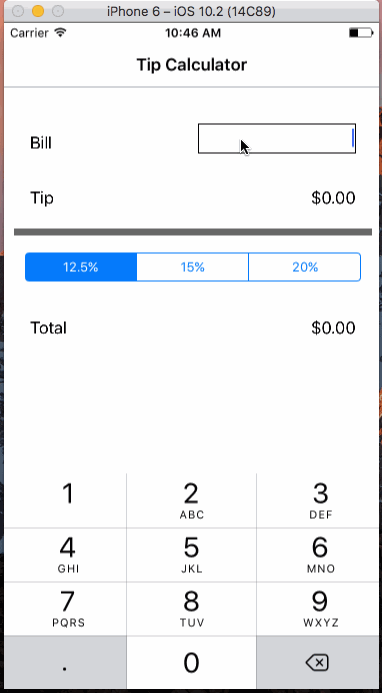 iPhone 6 – iOS 10.2 (14C89)
Carrier 10:46 AM
Tip Calculator
Bill
Tip $0.00
12.5% 15% 20%
Total $0.00
1 2 3
ABC DEF
4 5 6
GHI JKL MNO
7 8 9
PQRS TUV WXYZ
. 0